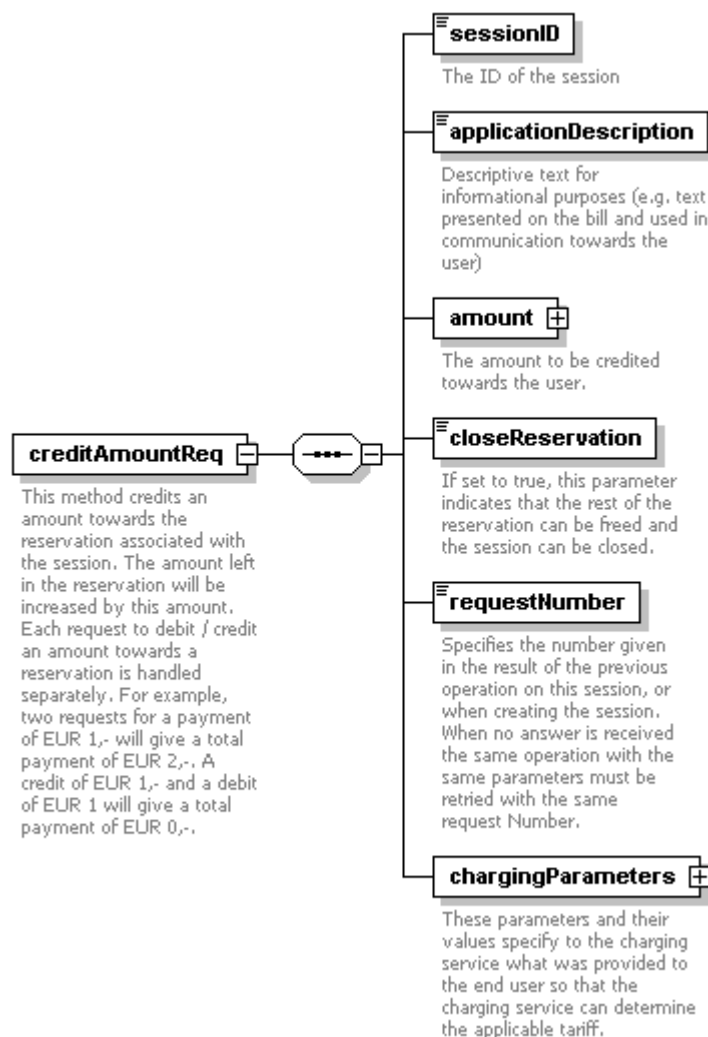 sessionID
The ID of the session
applicationDescription
Descriptive text for
informational purposes (e.g. text
presented on the bill and used in
communication towards the
user)
amount
The amount to be credited
towards the user.
creditAmountReq
This method credits an
amount towards the
reservation associated with
the session. The amount left
in the reservation will be
increased by this amount.
Each request to debit / credit
an amount towards a
reservation is handled
separately. For example,
two requests for a payment
of EUR 1,- will give a total
payment of EUR 2,-. A
credit of EUR 1,- and a debit
of EUR 1 will give a total
payment of EUR 0,-.
closeReservation
If set to true, this parameter
indicates that the rest of the
reservation can be freed and
the session can be closed.
requestNumber
Specifies the number given
in the result of the previous
operation on this session, or
when creating the session.
When no answer is received
the same operation with the
same parameters must be
retried with the same
request Number.
chargingParameters
These parameters and their
values specify to the charging
service what was provided to
the end user so that the
charging service can determine
the applicable tariff.